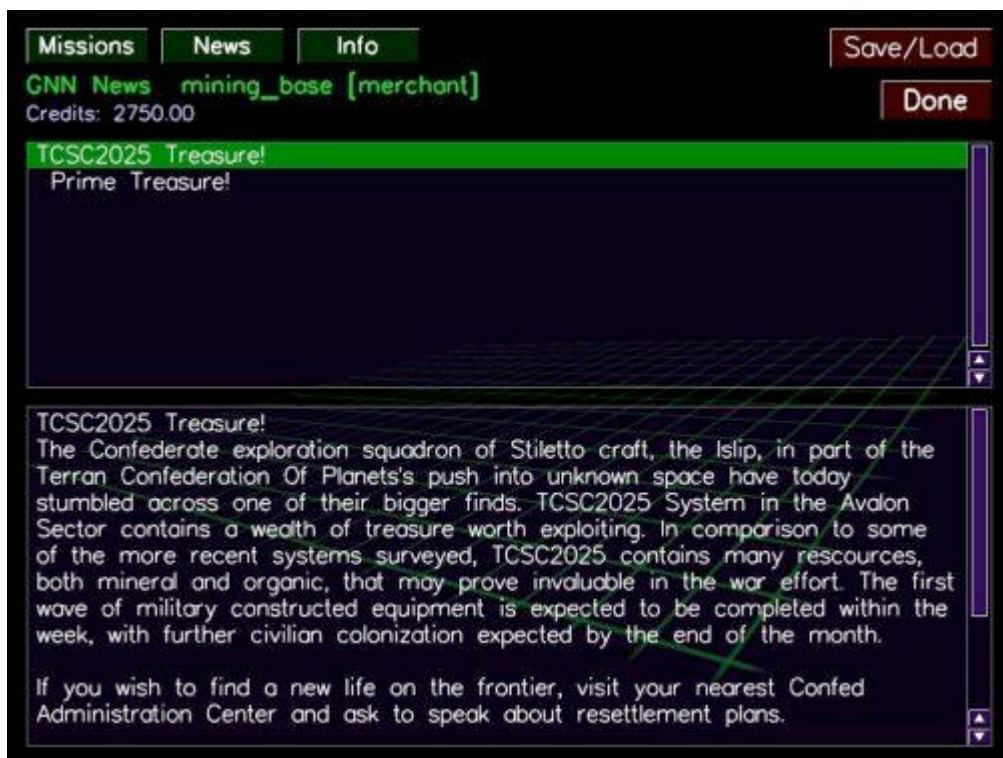 Missions News Info Save/Load
GNN News mining_base [merchant]
Done
Credits: 2750.00
TCSC2025 Treasure!
Prime Treasure!
TCSC2025 Treasure!
The Confederate exploration squadron of Stiletto craft, the Islip, in part of the
Terran Confederation Of Planets's push into unknown space have today
stumbled across one of their bigger finds. TCSC2025 System in the Avalon
Sector contains a wealth of treasure worth exploiting. In comparison to some
of the more recent systems surveyed, TCSC2025 contains many rescources,
both mineral and organic, that may prove invaluable in the war effort. The first
wave of military constructed equipment is expected to be completed within the
week, with further civilian colonization expected by the end of the month.
If you wish to find a new life on the frontier, visit your nearest Confed
Administration Center and ask to speak about resettlement plans.